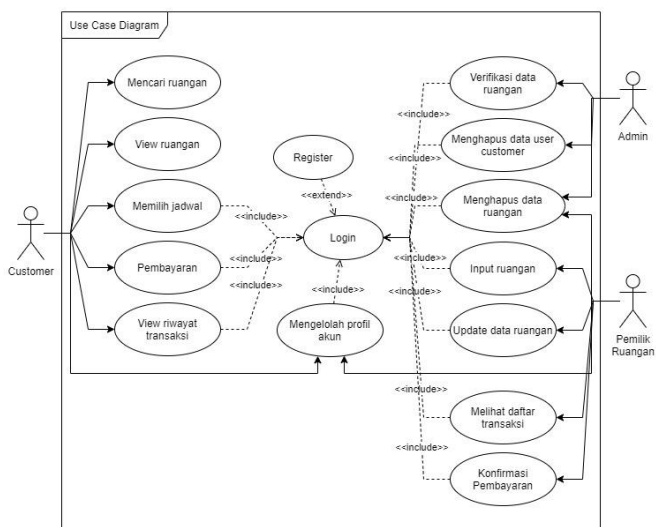 Use Case Diagram
Mencari ruangan
View ruangan
Memilih jadwal
Pembayaran
View riwayat
transaksi
Customer
<<include>>
<<include>>
<<include>>
Register
<<extend>>
Login
<<include>>
Mengelolah profil
akun
Verifikasi data
ruangan
<<include>>
Menghapus data user
customer
<<include>>
Menghapus data
ruangan
<<include>>
Input ruangan
<<include>>
<<include>>
Update data ruangan
<<include>>
Melihat daftar
transaksi
<<include>>
Konfirmasi
Pembayaran
Admin
Pemilik
Ruangan